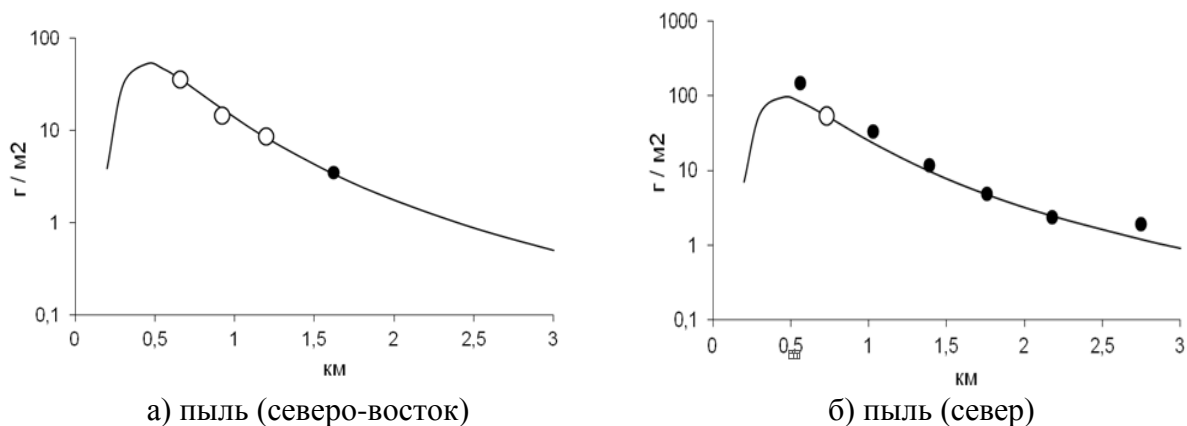 100
10
1
0,1
г / м2
0 0,5 1 1,5 2 2,5 3
км
а) пыль (северо-восток)
1000
100
10
1
0,1
г / м2
0 0,5 1 1,5 2 2,5 3
км
б) пыль (север)